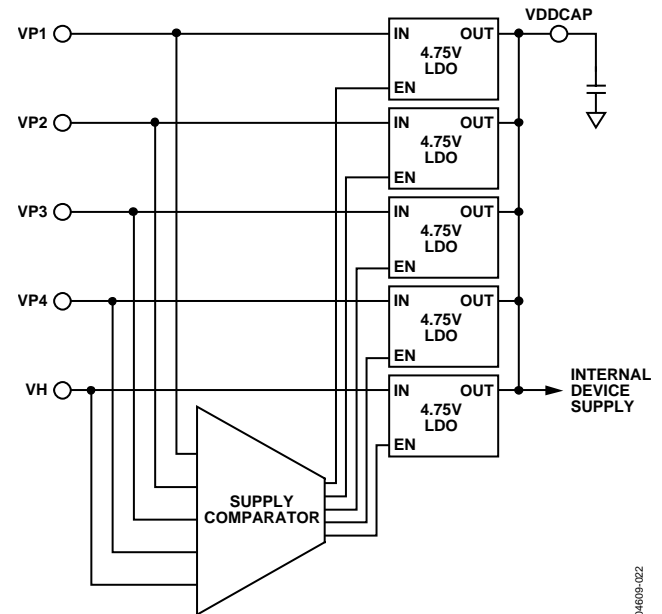 VDDCAP
VP1
IN OUT
4.75V
LDO
EN
VP2
IN OUT
4.75V
LDO
EN
VP3
IN OUT
4.75V
LDO
EN
VP4
IN OUT
4.75V
LDO
EN
VH
IN OUT
4.75V
LDO
EN
INTERNAL
DEVICE
SUPPLY
SUPPLY
COMPARATOR
04609-022